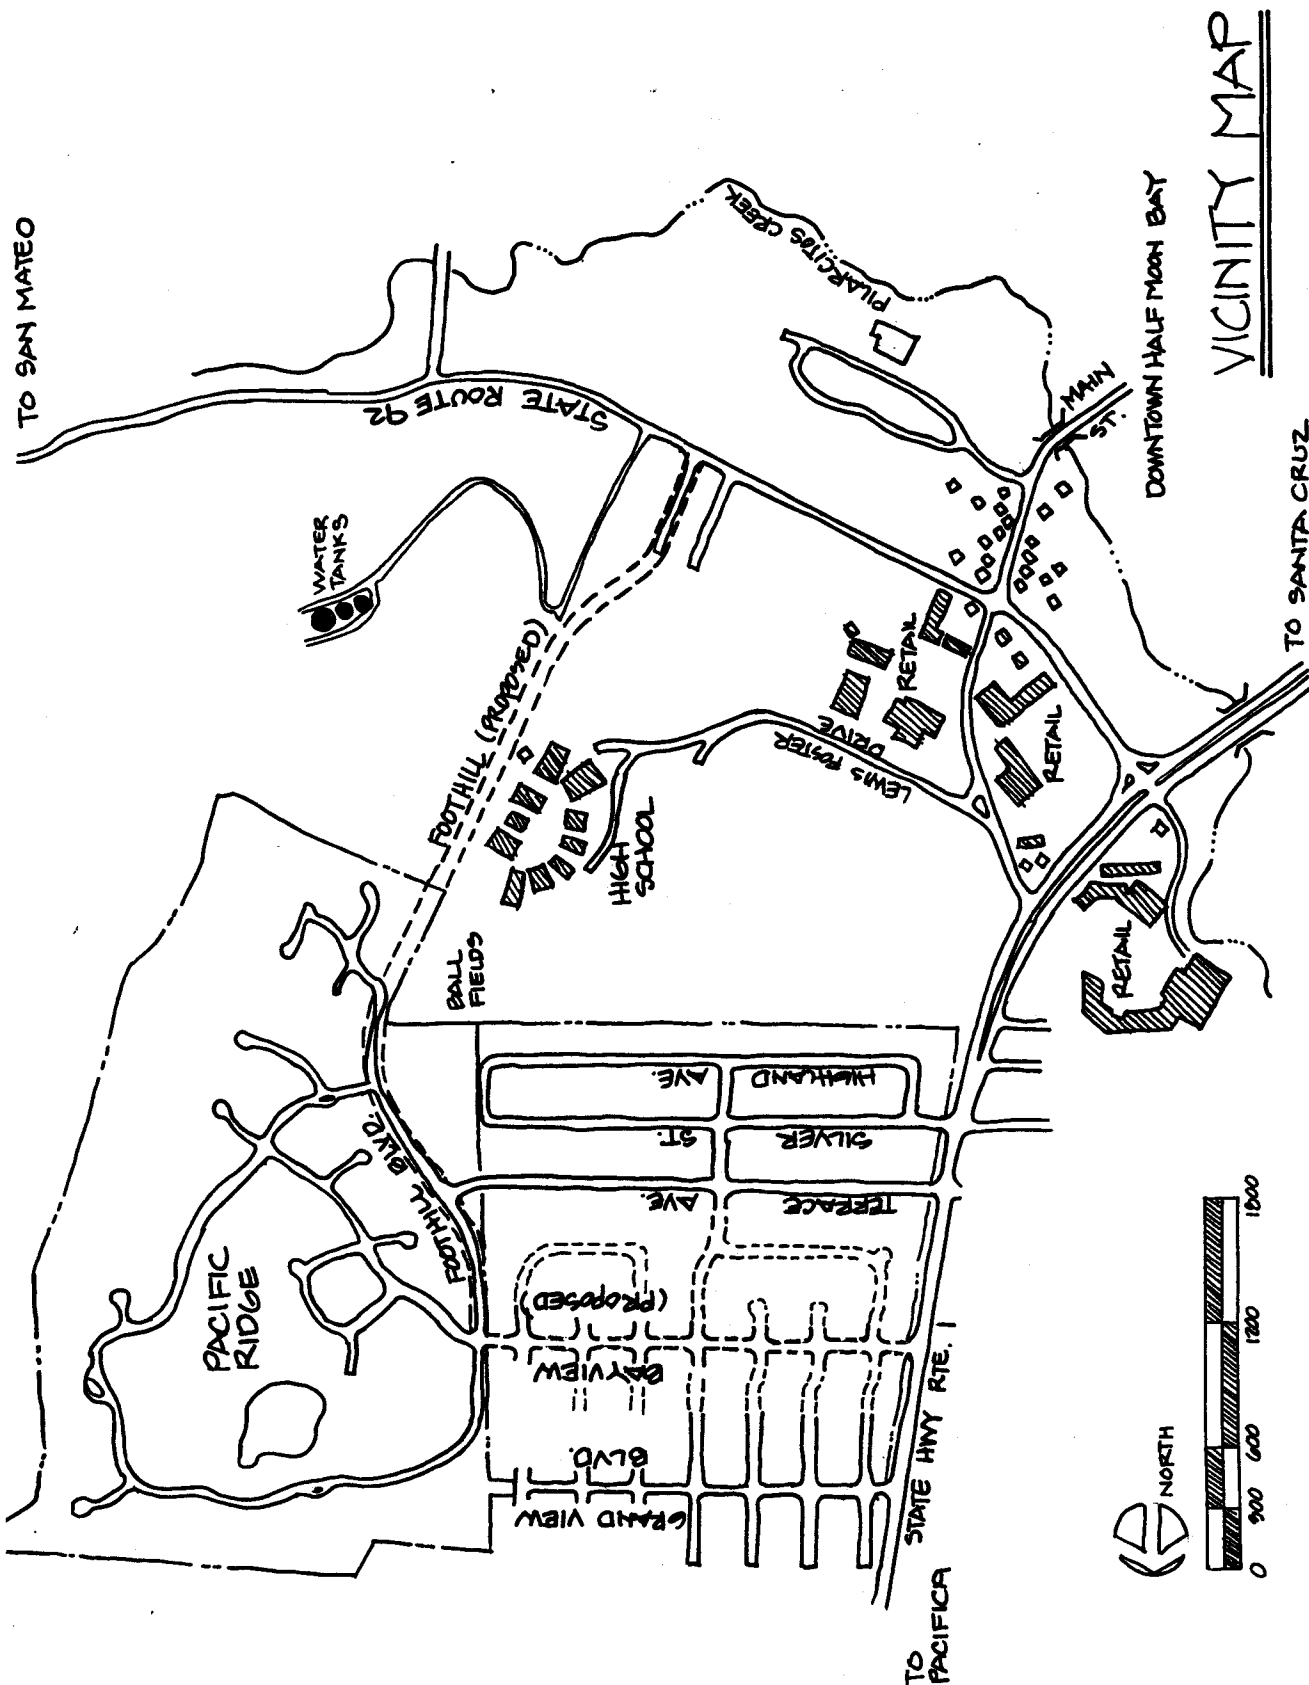 TO SAN MATEO
STATE ROUTE 92
WATER
TANKS
PILARCITOS CREEK
MAIN
ST.
DOWNTOWN HALF MOON BAY
VICINITY MAP
TO SANTA CRUZ
FOOTHILL (PROPOSED)
HIGH
SCHOOL
LEWIS FOSTER
DRIVE
RETAIL
RETAIL
RETAIL
BALL
FIELDS
PACIFIC
RIDGE
FOOTHILL BLVD.
HIGHLAND AVE.
SILVER ST.
TERRACE AVE.
BAYVIEW
(PROPOSED)
GRAND VIEW
BLVD.
STATE HWY RTE. 1
TO
PACIFICA
NORTH
0 300 600 1200 1800